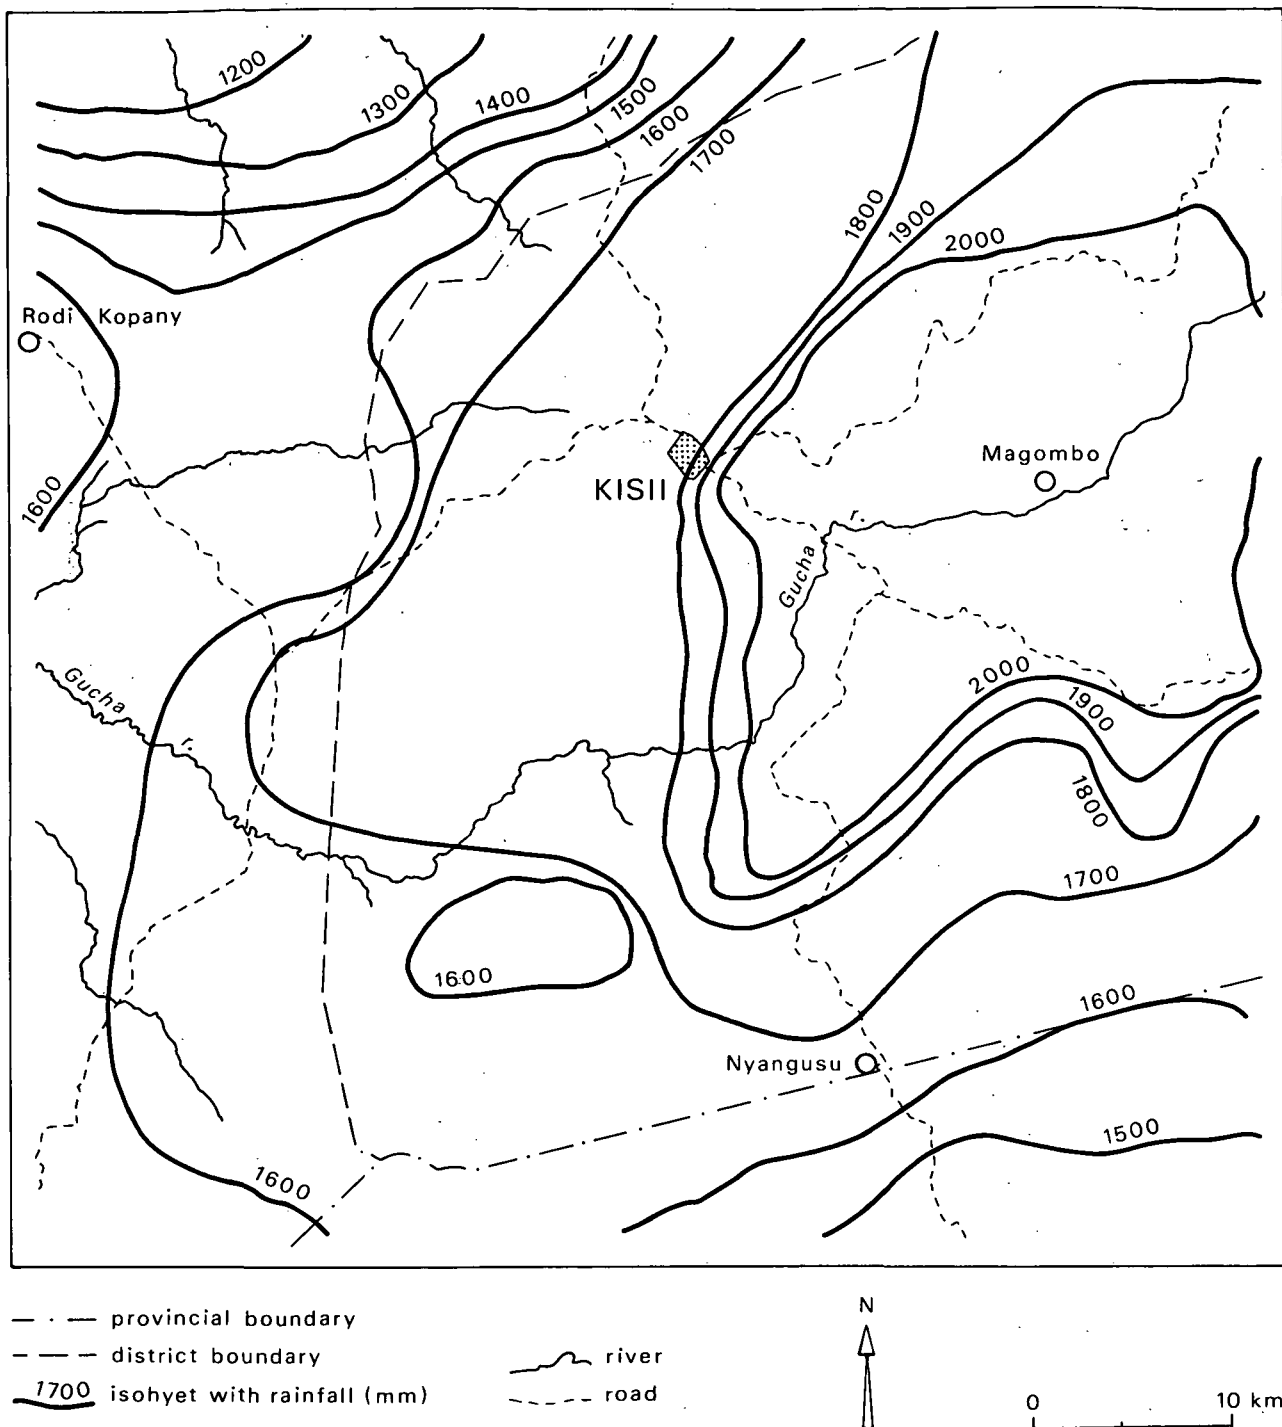 1200
1300
1400
1500
1600
1700
1800
1900
2000
Rodi Kopany
Magombo
KISII
1600
r.
Gucha
Gucha
r.
2000
1900
1800
1700
1600
1600
Nyangusu
1500
1600
provincial boundary
district boundary
1700 isohyet with rainfall (mm)
river
road
N
0 10 km